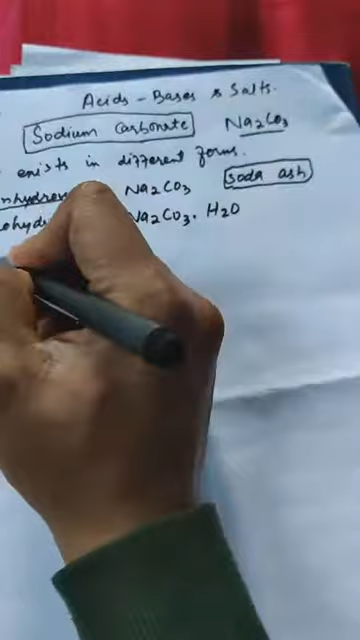 Acids - Bases & Salts.
Sodium Carbonate Na2CO3
exists in different forms.
Na2CO3 soda ash
Na2CO3. H2O